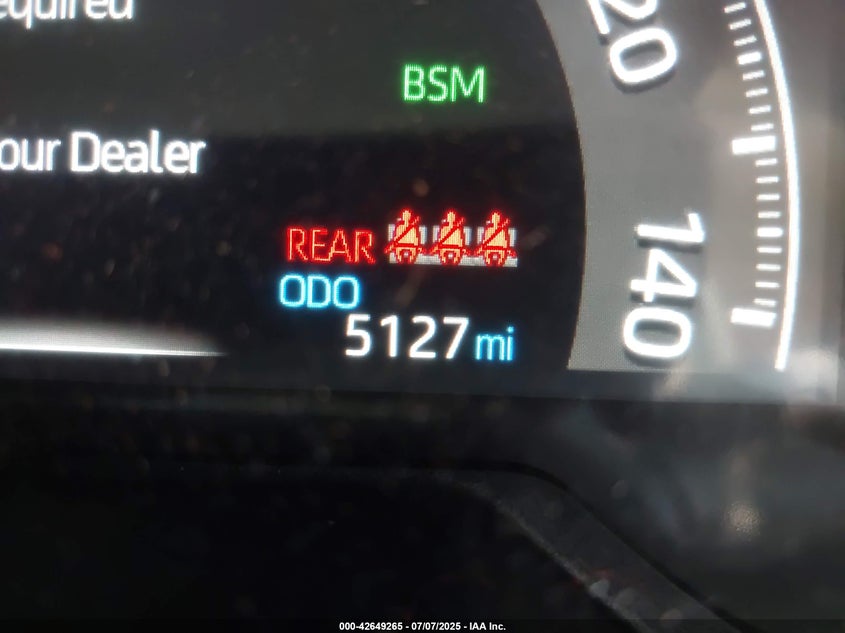 equired
20
BSM
our Dealer
REAR
ODO
140
5127 mi
000-42649265 - 07/07/2025 - IAA Inc.